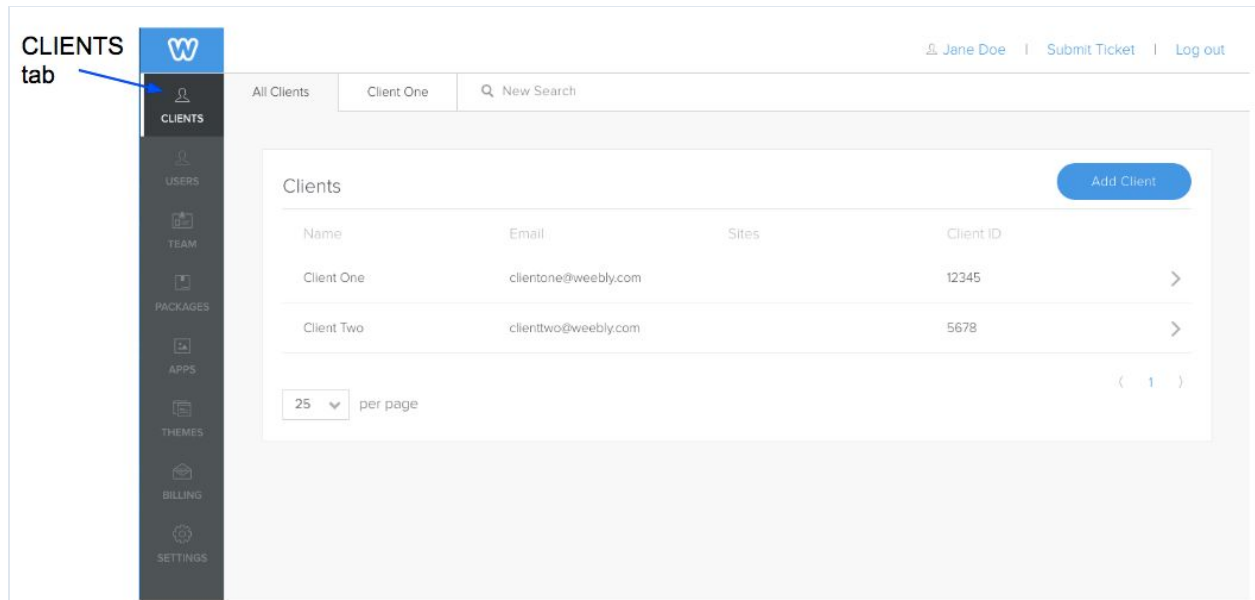 CLIENTS
tab
Jane Doe | Submit Ticket | Log out
All Clients Client One New Search
CLIENTS
USERS
TEAM
PACKAGES
APPS
THEMES
BILLING
SETTINGS
Clients Add Client
Name Email Sites Client ID
Client One clientone@weebly.com 12345
Client Two clienttwo@weebly.com 5678
1
25 per page